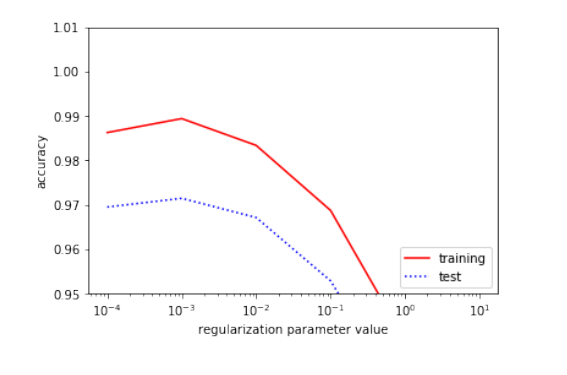 1.01
1.00
0.99
0.98
0.97
0.96
0.95
accuracy
training
test
10⁻⁴ 10⁻³ 10⁻² 10⁻¹ 10⁰ 10¹
regularization parameter value